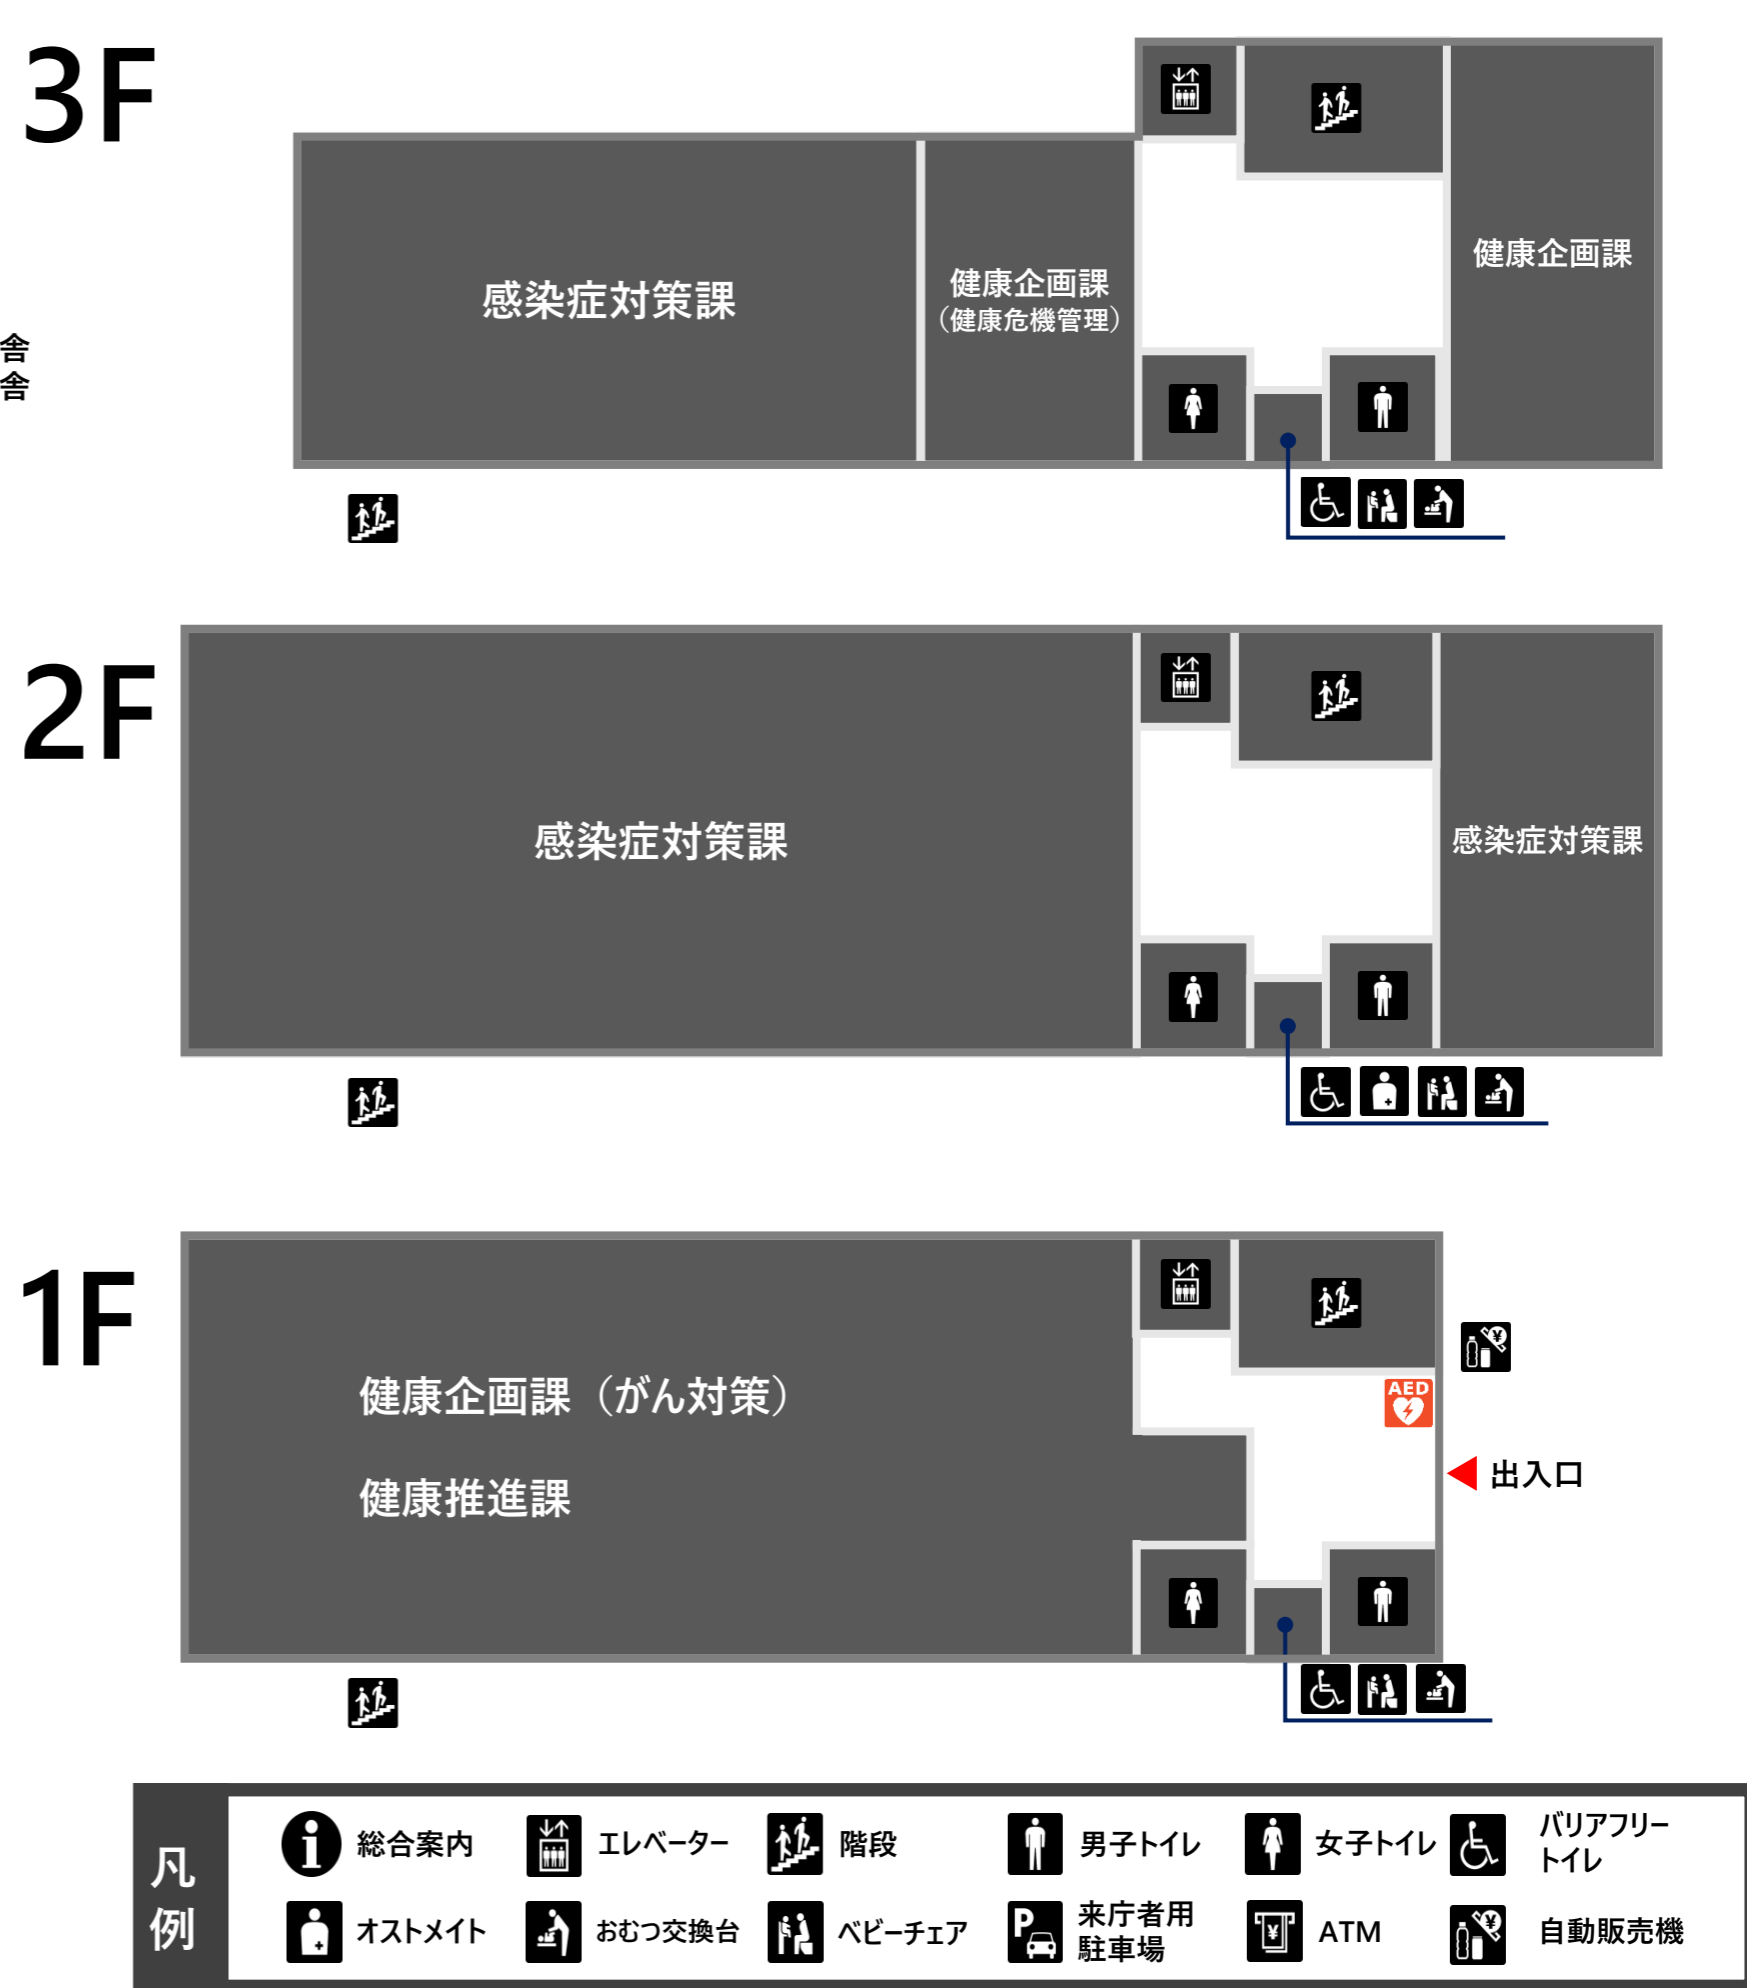 3F
感染症対策課
健康企画課
（健康危機管理）
健康企画課
舎
舎
2F
感染症対策課
感染症対策課
1F
健康企画課（がん対策）
健康推進課
AED
出入口
凡例
総合案内
エレベーター
階段
男子トイレ
女子トイレ
バリアフリー
トイレ
オストメイト
おむつ交換台
ベビーチェア
P
来庁者用
駐車場
ATM
自動販売機